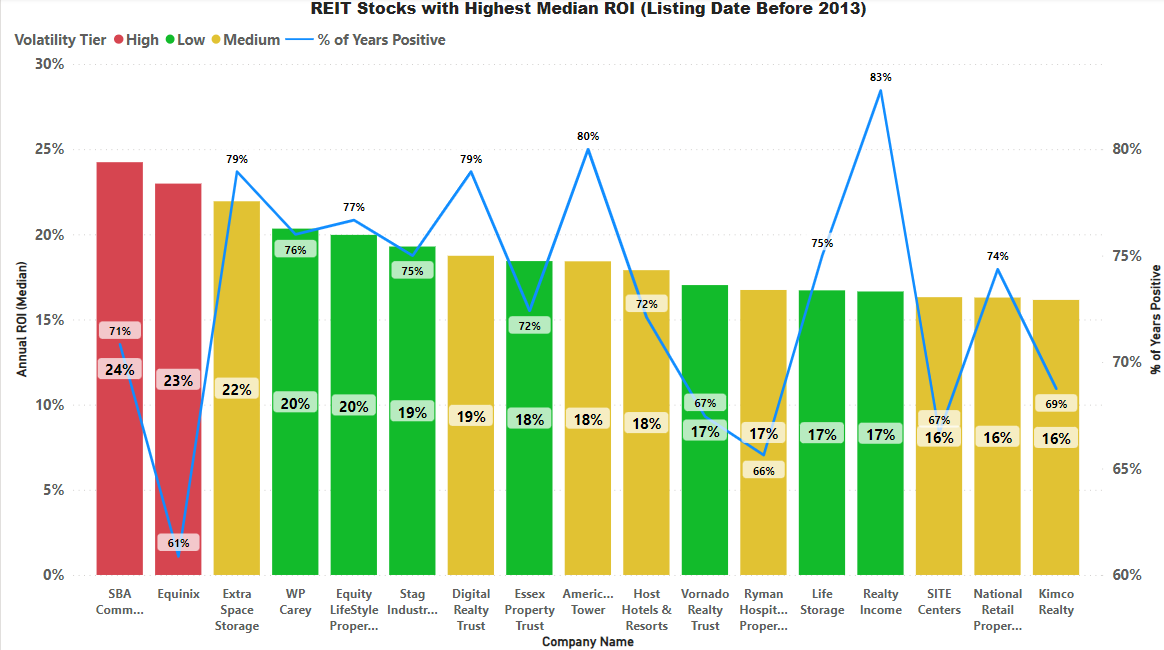 REIT Stocks with Highest Median ROI (Listing Date Before 2013)
Volatility Tier High Low Medium % of Years Positive
30%
25%
20%
15%
10%
5%
0%
Annual ROI (Median)
80%
75%
70%
65%
60%
% of Years Positive
71%
61%
79%
76%
77%
75%
79%
72%
80%
72%
67%
66%
75%
83%
67%
74%
69%
24%
23%
22%
20%
20%
19%
19%
18%
18%
18%
17%
17%
17%
17%
16%
16%
16%
SBA
Comm...
Equinix
Extra
Space
Storage
WP
Carey
Equity
LifeStyle
Proper...
Stag
Industr...
Digital
Realty
Trust
Essex
Property
Trust
Americ...
Tower
Host
Hotels &
Resorts
Vornado
Realty
Trust
Ryman
Hospit...
Proper...
Life
Storage
Realty
Income
SITE
Centers
National
Retail
Proper...
Kimco
Realty
Company Name